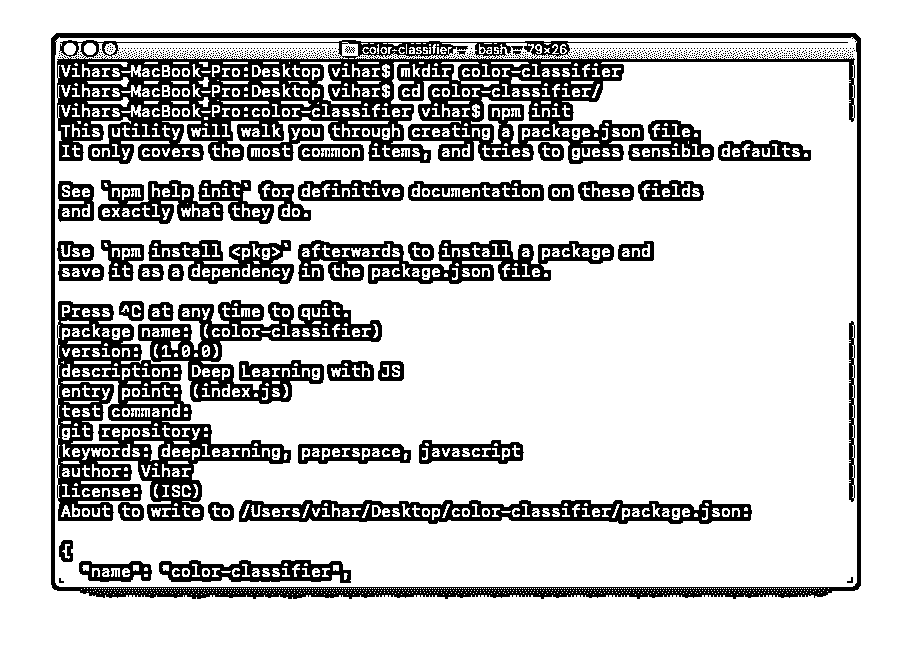 color-classifier — -bash — 79×26
Vihars-MacBook-Pro:Desktop vihar$ mkdir color-classifier
Vihars-MacBook-Pro:Desktop vihar$ cd color-classifier/
Vihars-MacBook-Pro:color-classifier vihar$ npm init
This utility will walk you through creating a package.json file.
It only covers the most common items, and tries to guess sensible defaults.
See `npm help init` for definitive documentation on these fields
and exactly what they do.
Use `npm install <pkg>` afterwards to install a package and
save it as a dependency in the package.json file.
Press ^C at any time to quit.
package name: (color-classifier)
version: (1.0.0)
description: Deep Learning with JS
entry point: (index.js)
test command:
git repository:
keywords: deeplearning, paperspace, javascript
author: Vihar
license: (ISC)
About to write to /Users/vihar/Desktop/color-classifier/package.json:
{
"name": "color-classifier",